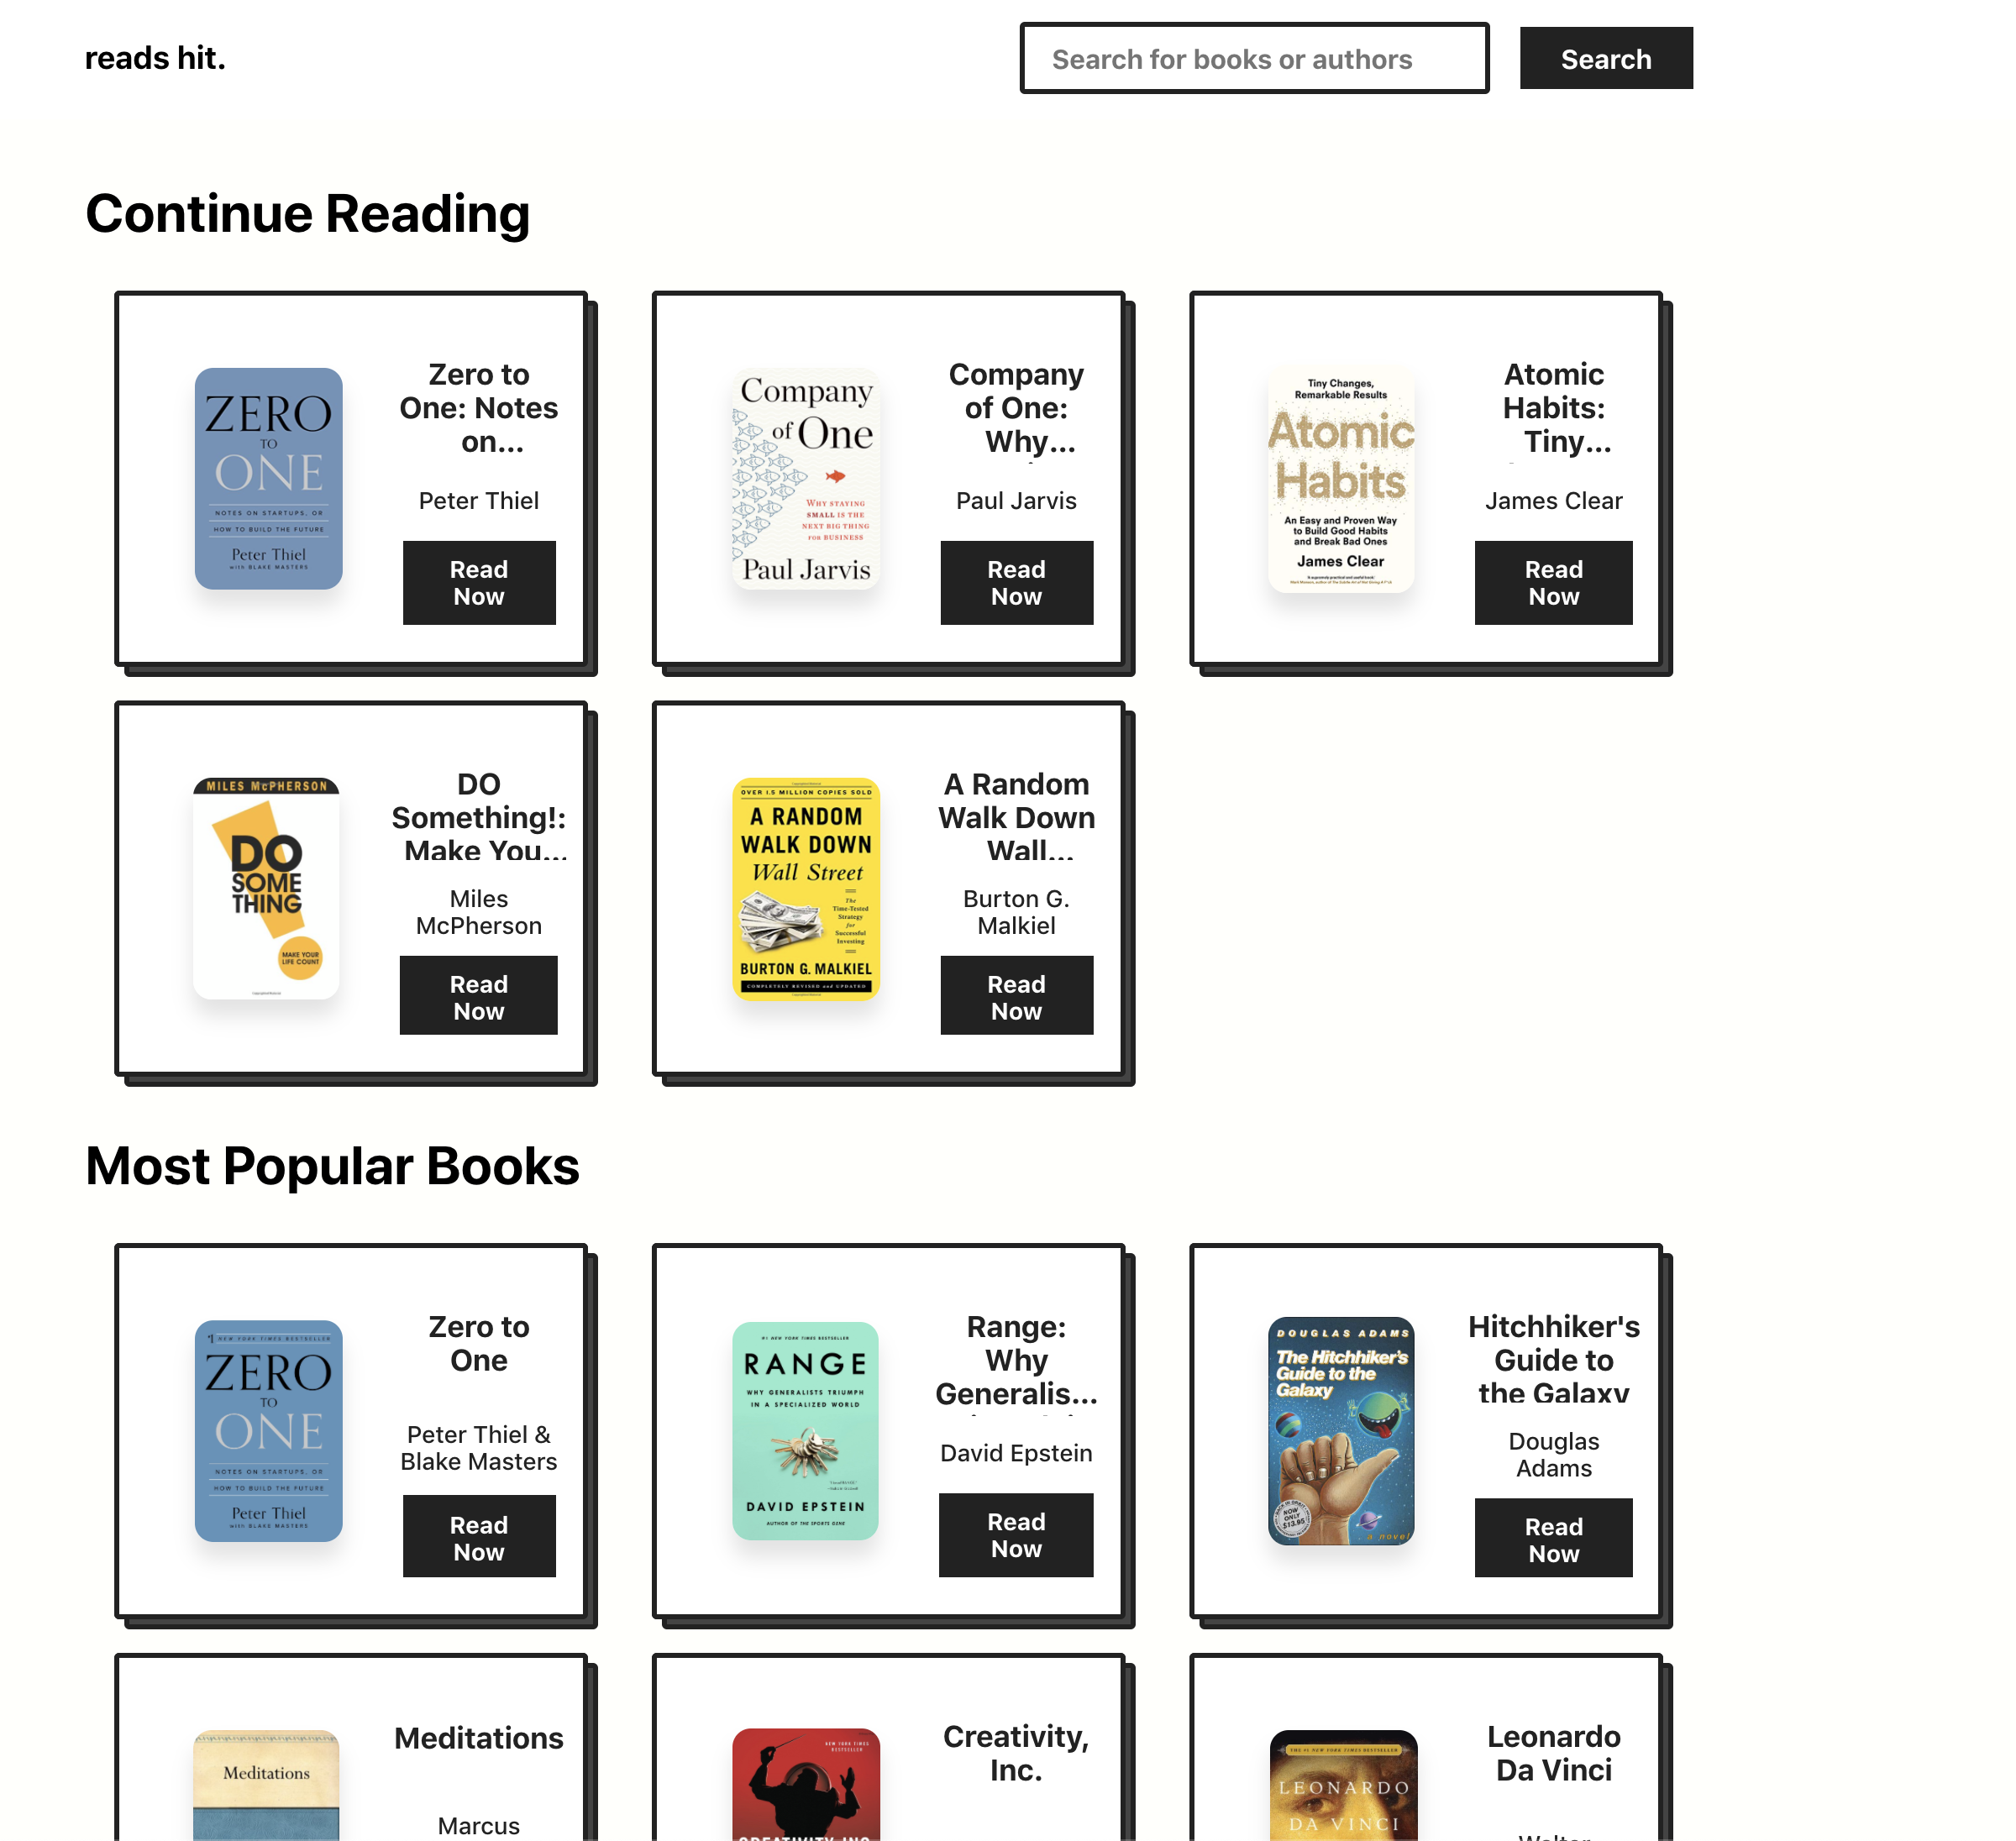 reads hit.
Search for books or authors
Search
Continue Reading
ZERO
TO
ONE
NOTES ON STARTUPS, OR
HOW TO BUILD THE FUTURE
Peter Thiel
with BLAKE MASTERS
Zero to
One: Notes
on...
Peter Thiel
Read
Now
Company
of One
WHY STAYING
SMALL IS THE
NEXT BIG THING
FOR BUSINESS
Paul Jarvis
Company
of One:
Why...
Paul Jarvis
Read
Now
Tiny Changes,
Remarkable Results
Atomic
Habits
An Easy and Proven Way
to Build Good Habits
and Break Bad Ones
James Clear
Atomic
Habits:
Tiny...
James Clear
Read
Now
MILES McPHERSON
DO
SOME
THING
MAKE YOUR
LIFE COUNT
DO
Something!:
Make You...
Miles
McPherson
Read
Now
OVER 1.5 MILLION COPIES SOLD
A RANDOM
WALK DOWN
Wall Street
The
Time-Tested
Strategy
for
Successful
Investing
BURTON G. MALKIEL
COMPLETELY REVISED and UPDATED
A Random
Walk Down
Wall...
Burton G.
Malkiel
Read
Now
Most Popular Books
#1 NEW YORK TIMES BESTSELLER
ZERO
TO
ONE
NOTES ON STARTUPS, OR
HOW TO BUILD THE FUTURE
Peter Thiel
with BLAKE MASTERS
Zero to
One
Peter Thiel &
Blake Masters
Read
Now
#1 NEW YORK TIMES BESTSELLER
RANGE
WHY GENERALISTS TRIUMPH
IN A SPECIALIZED WORLD
DAVID EPSTEIN
AUTHOR OF THE SPORTS GENE
Range:
Why
Generalis...
David Epstein
Read
Now
DOUGLAS ADAMS
The Hitchhiker's
Guide to the
Galaxy
NOW
ONLY
$13.95
a novel
Hitchhiker's
Guide to
the Galaxy
Douglas
Adams
Read
Now
Meditations
Meditations
Marcus
NEW YORK TIMES
BESTSELLER
CREATIVITY, INC.
Creativity,
Inc.
THE #1 NEW YORK TIMES BESTSELLER
LEONARDO
DA VINCI
Leonardo
Da Vinci
Walter